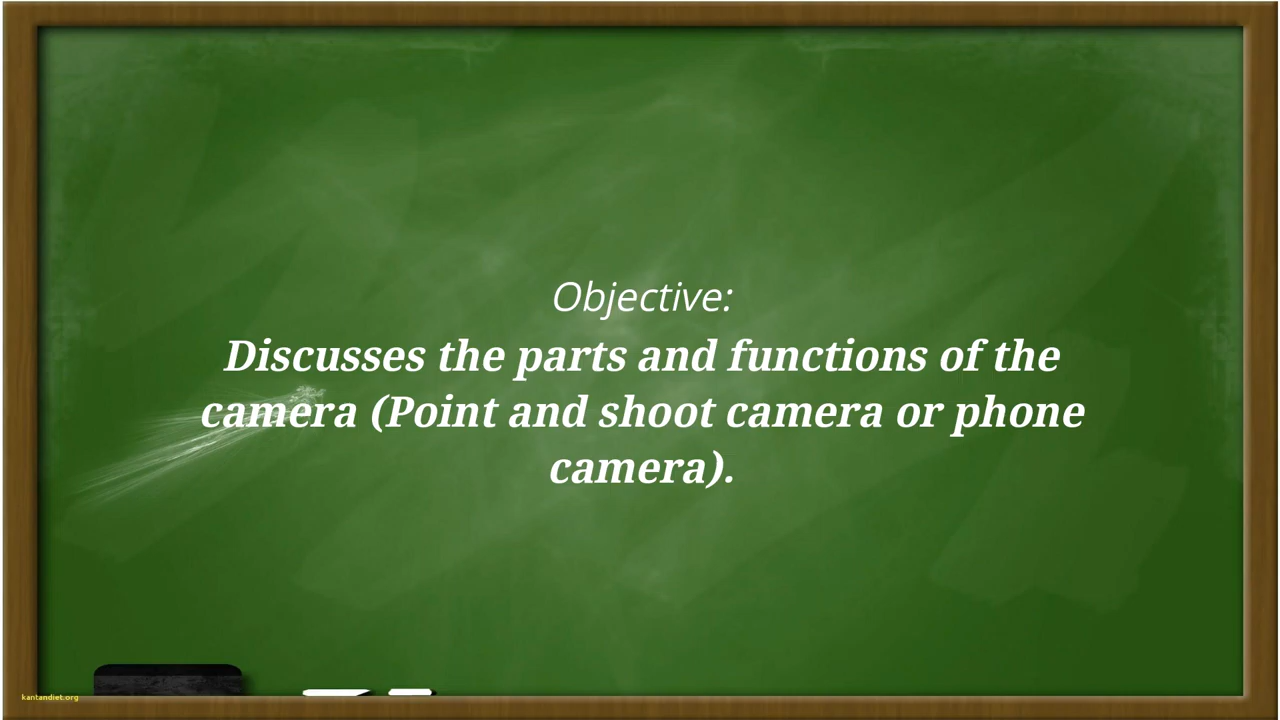 Objective:
Discusses the parts and functions of the
camera (Point and shoot camera or phone
camera).
kantandiet.org